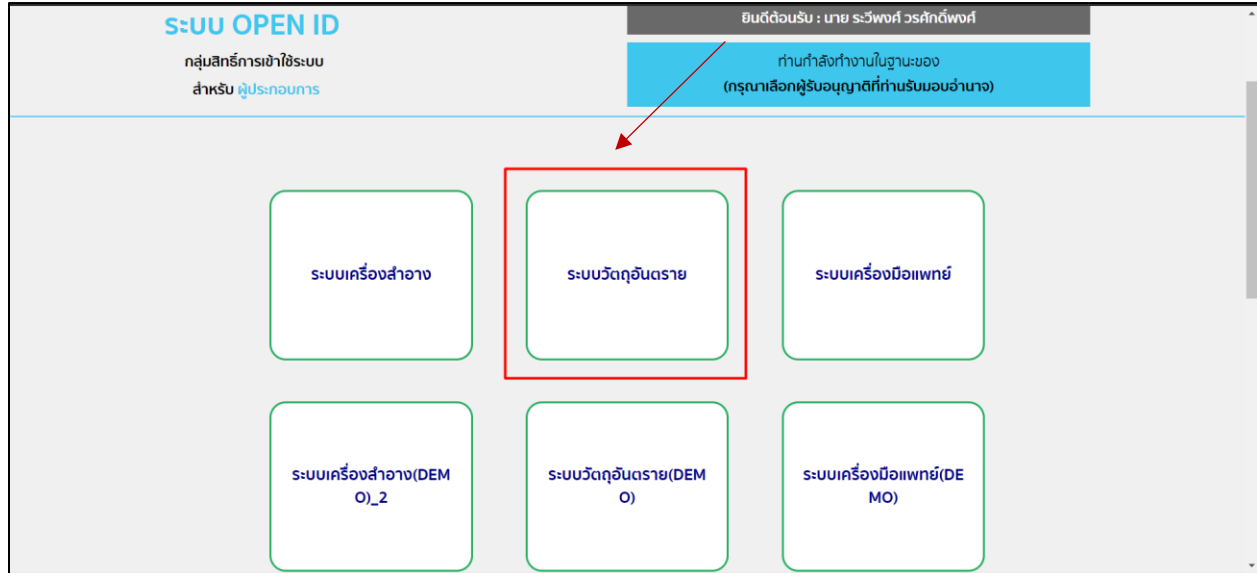 ระบบ OPEN ID
กลุ่มสิทธิ์การเข้าใช้ระบบ
สำหรับ ผู้ประกอบการ
ยินดีต้อนรับ : นาย ระวีพงศ์ วรศักดิ์พงศ์
ท่านกำลังทำงานในฐานะของ
(กรุณาเลือกผู้รับอนุญาติที่ท่านรับมอบอำนาจ)
ระบบเครื่องสำอาง
ระบบวัตถุอันตราย
ระบบเครื่องมือแพทย์
ระบบเครื่องสำอาง(DEM
O)_2
ระบบวัตถุอันตราย(DEM
O)
ระบบเครื่องมือแพทย์(DE
MO)